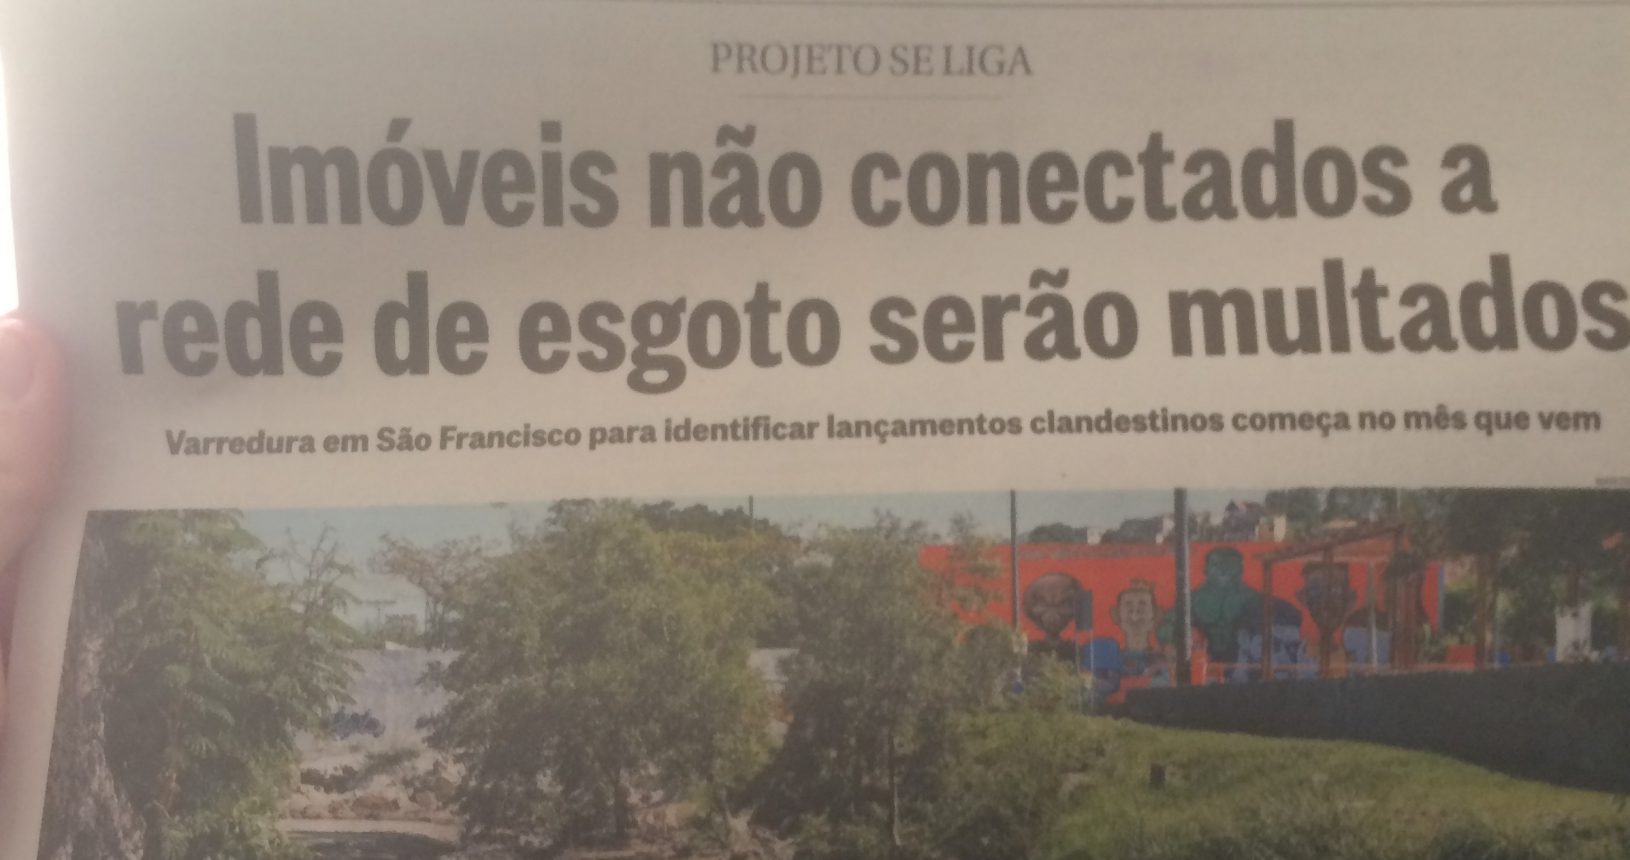 PROJETO SE LIGA
Imóveis não conectados a
rede de esgoto serão multados
Varredura em São Francisco para identificar lançamentos clandestinos começa no mês que vem